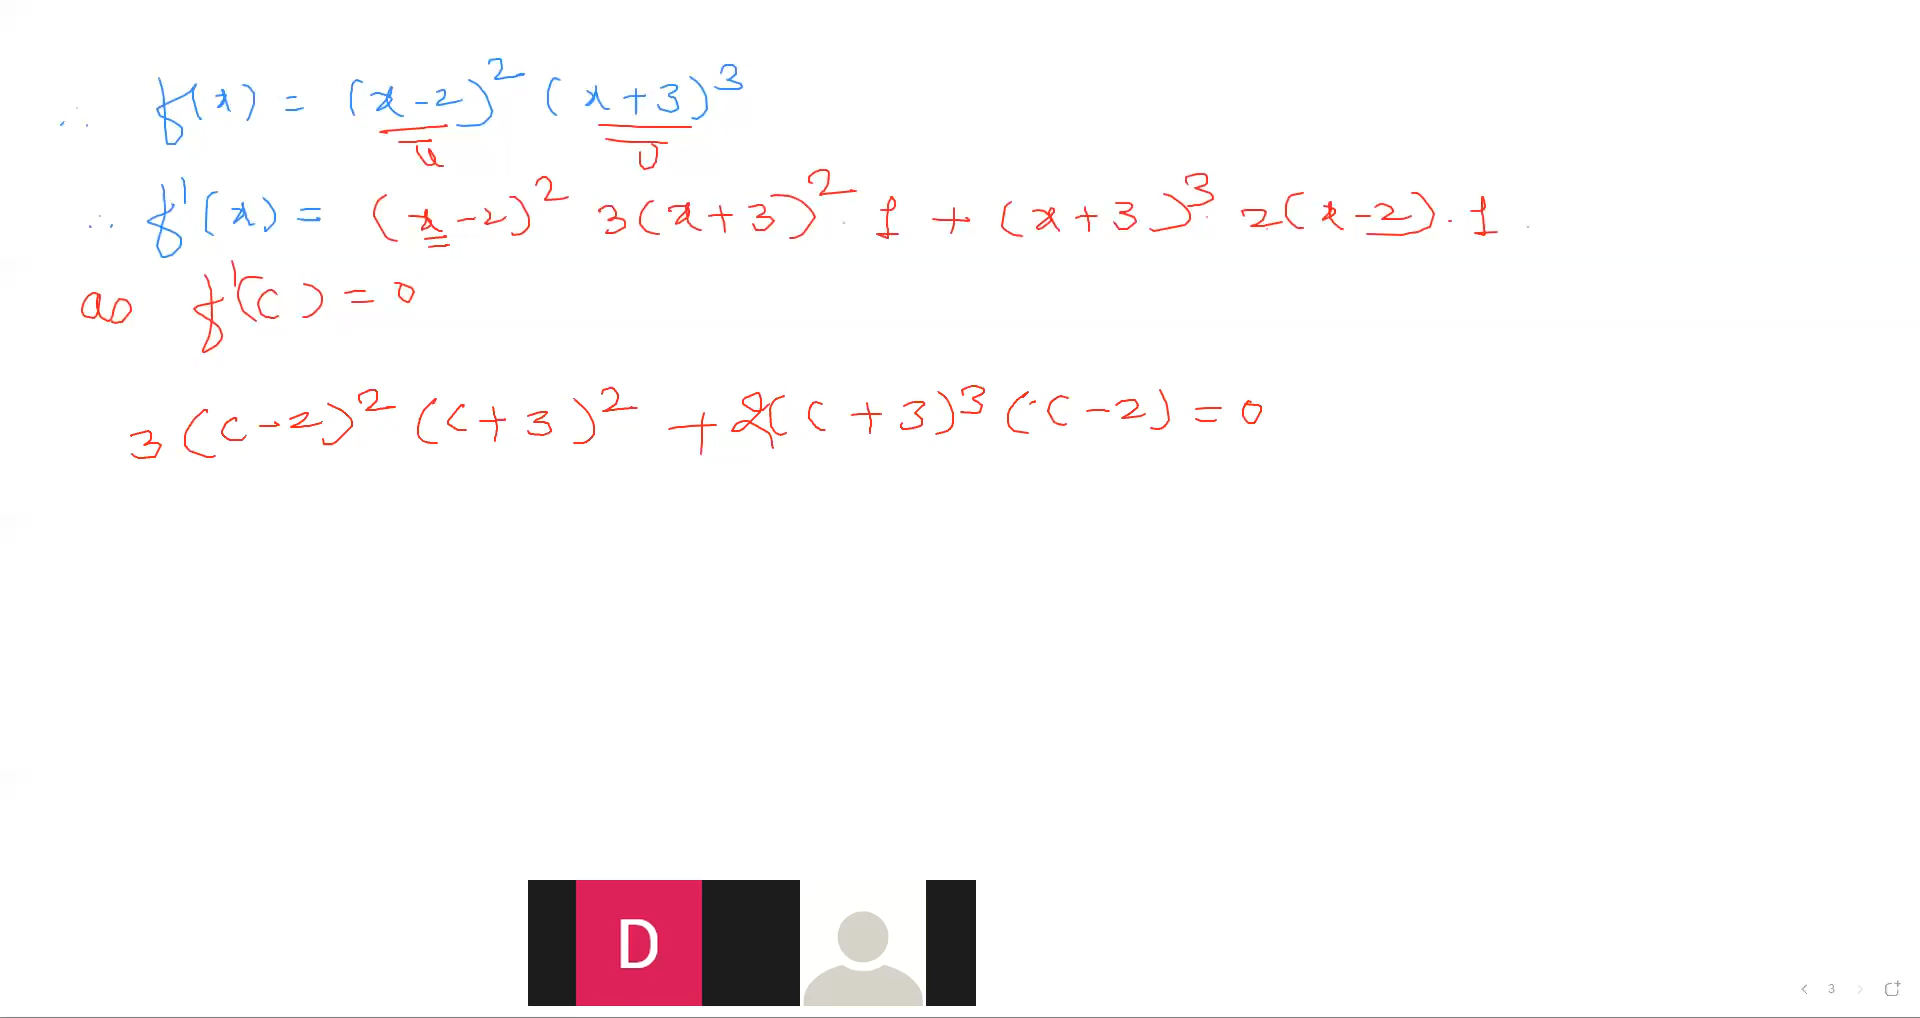 ∴ f(x) = (x-2)² (x+3)³
u v
∴ f'(x) = (x-2)² 3(x+3)² . 1 + (x+3)³ . 2(x-2) . 1
as f'(c) = 0
3(c-2)² (c+3)² + 2(c+3)³ (c-2) = 0
D
< 3 >